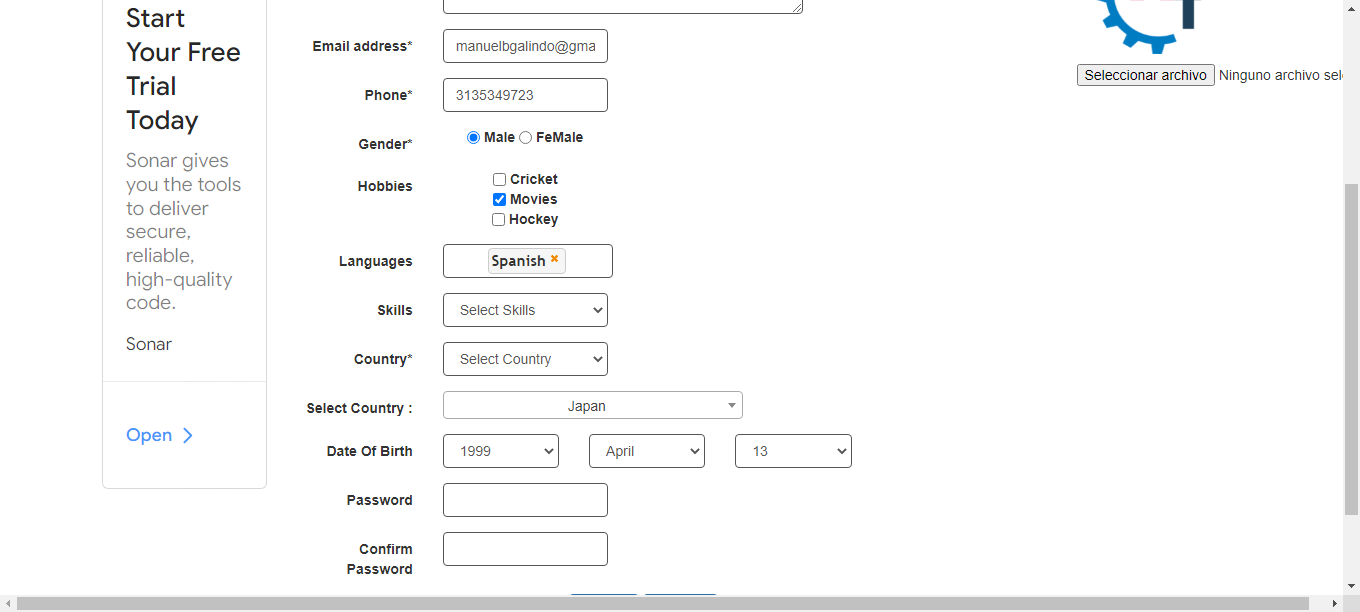 Start
Your Free
Trial
Today
Sonar gives
you the tools
to deliver
secure,
reliable,
high-quality
code.
Sonar
Open
Email address* manuelbgalindo@gma
Phone* 3135349723
Gender* Male FeMale
Hobbies Cricket
Movies
Hockey
Languages Spanish
Skills Select Skills
Country* Select Country
Select Country : Japan
Date Of Birth 1999 April 13
Password
Confirm
Password
Seleccionar archivo Ninguno archivo sel